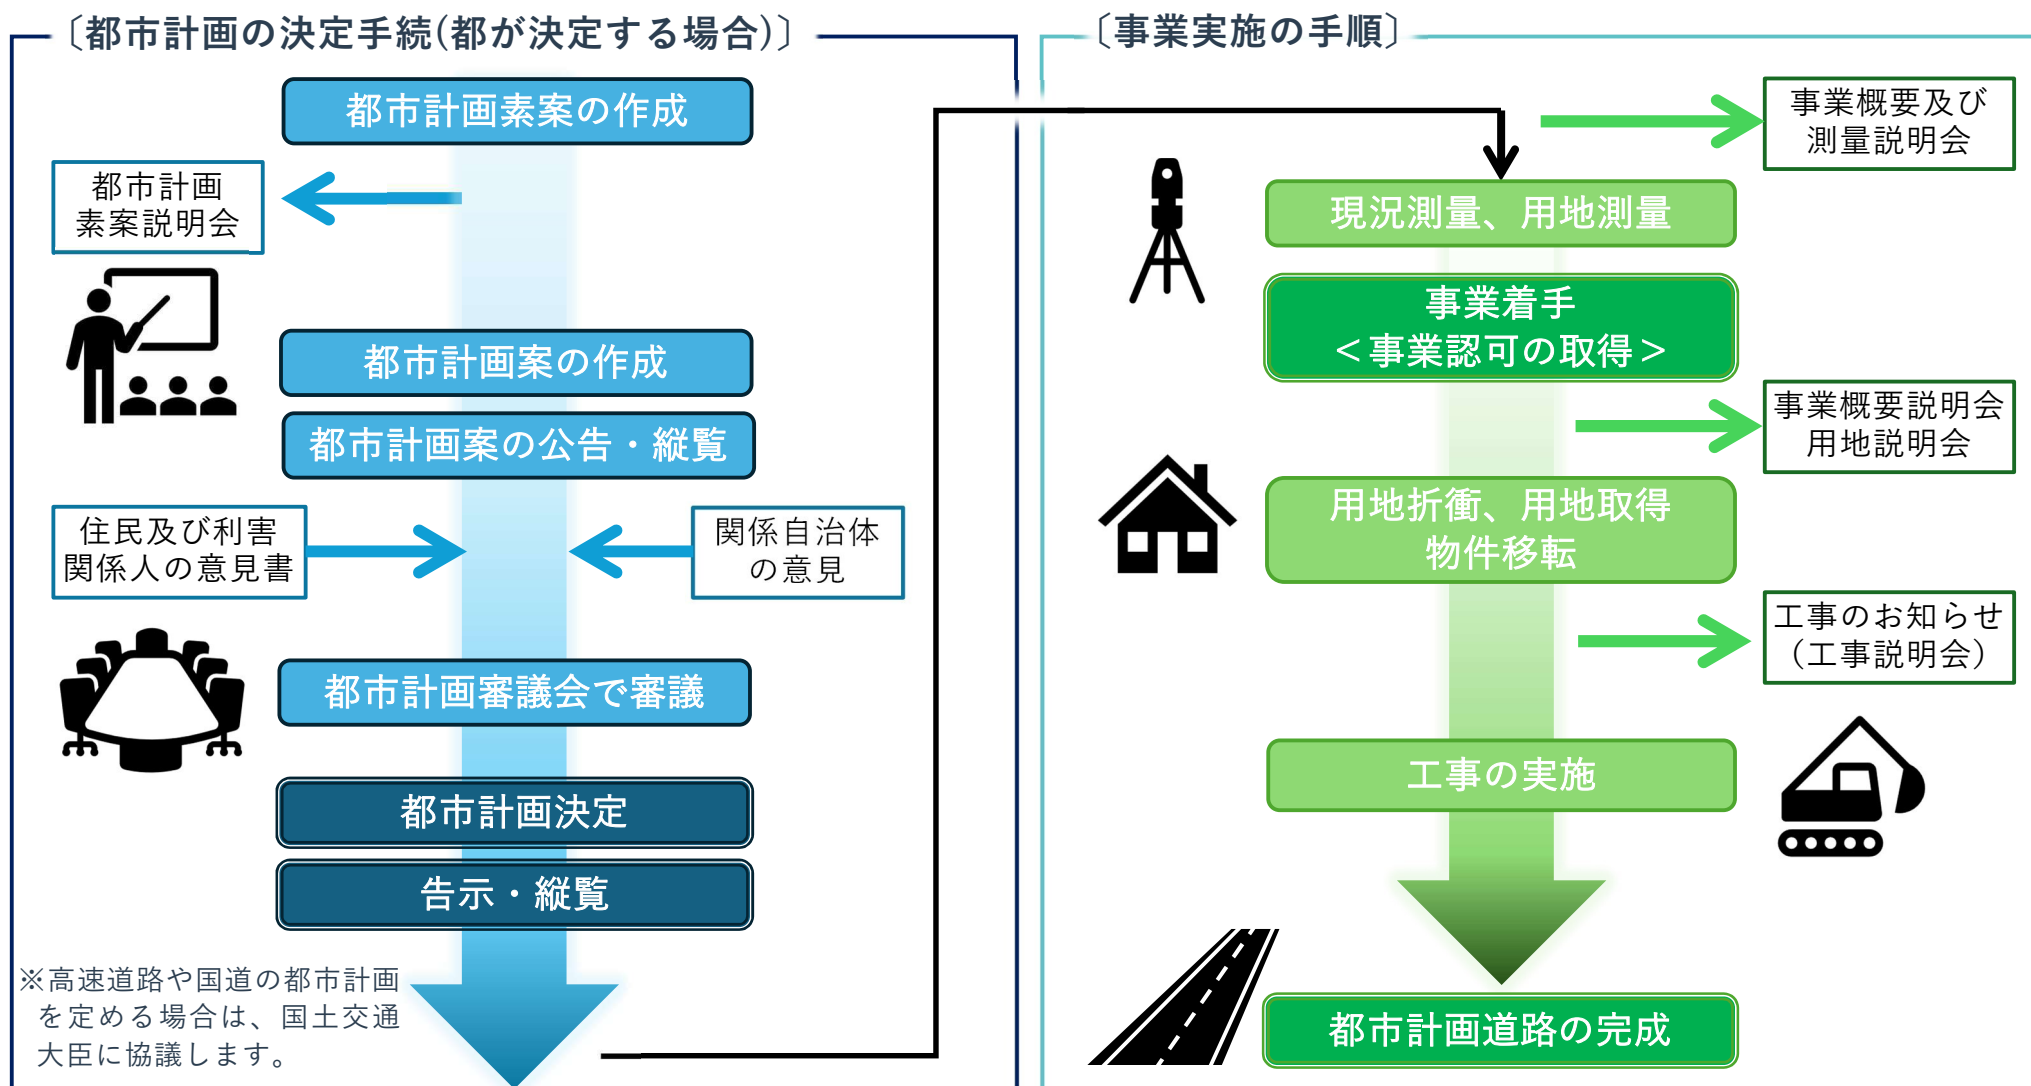 〔都市計画の決定手続(都が決定する場合)〕
都市計画素案の作成
都市計画
素案説明会
都市計画案の作成
都市計画案の公告・縦覧
住民及び利害
関係人の意見書
関係自治体
の意見
都市計画審議会で審議
都市計画決定
告示・縦覧
※高速道路や国道の都市計画
を定める場合は、国土交通
大臣に協議します。
〔事業実施の手順〕
事業概要及び
測量説明会
現況測量、用地測量
事業着手
＜事業認可の取得＞
事業概要説明会
用地説明会
用地折衝、用地取得
物件移転
工事のお知らせ
（工事説明会）
工事の実施
都市計画道路の完成